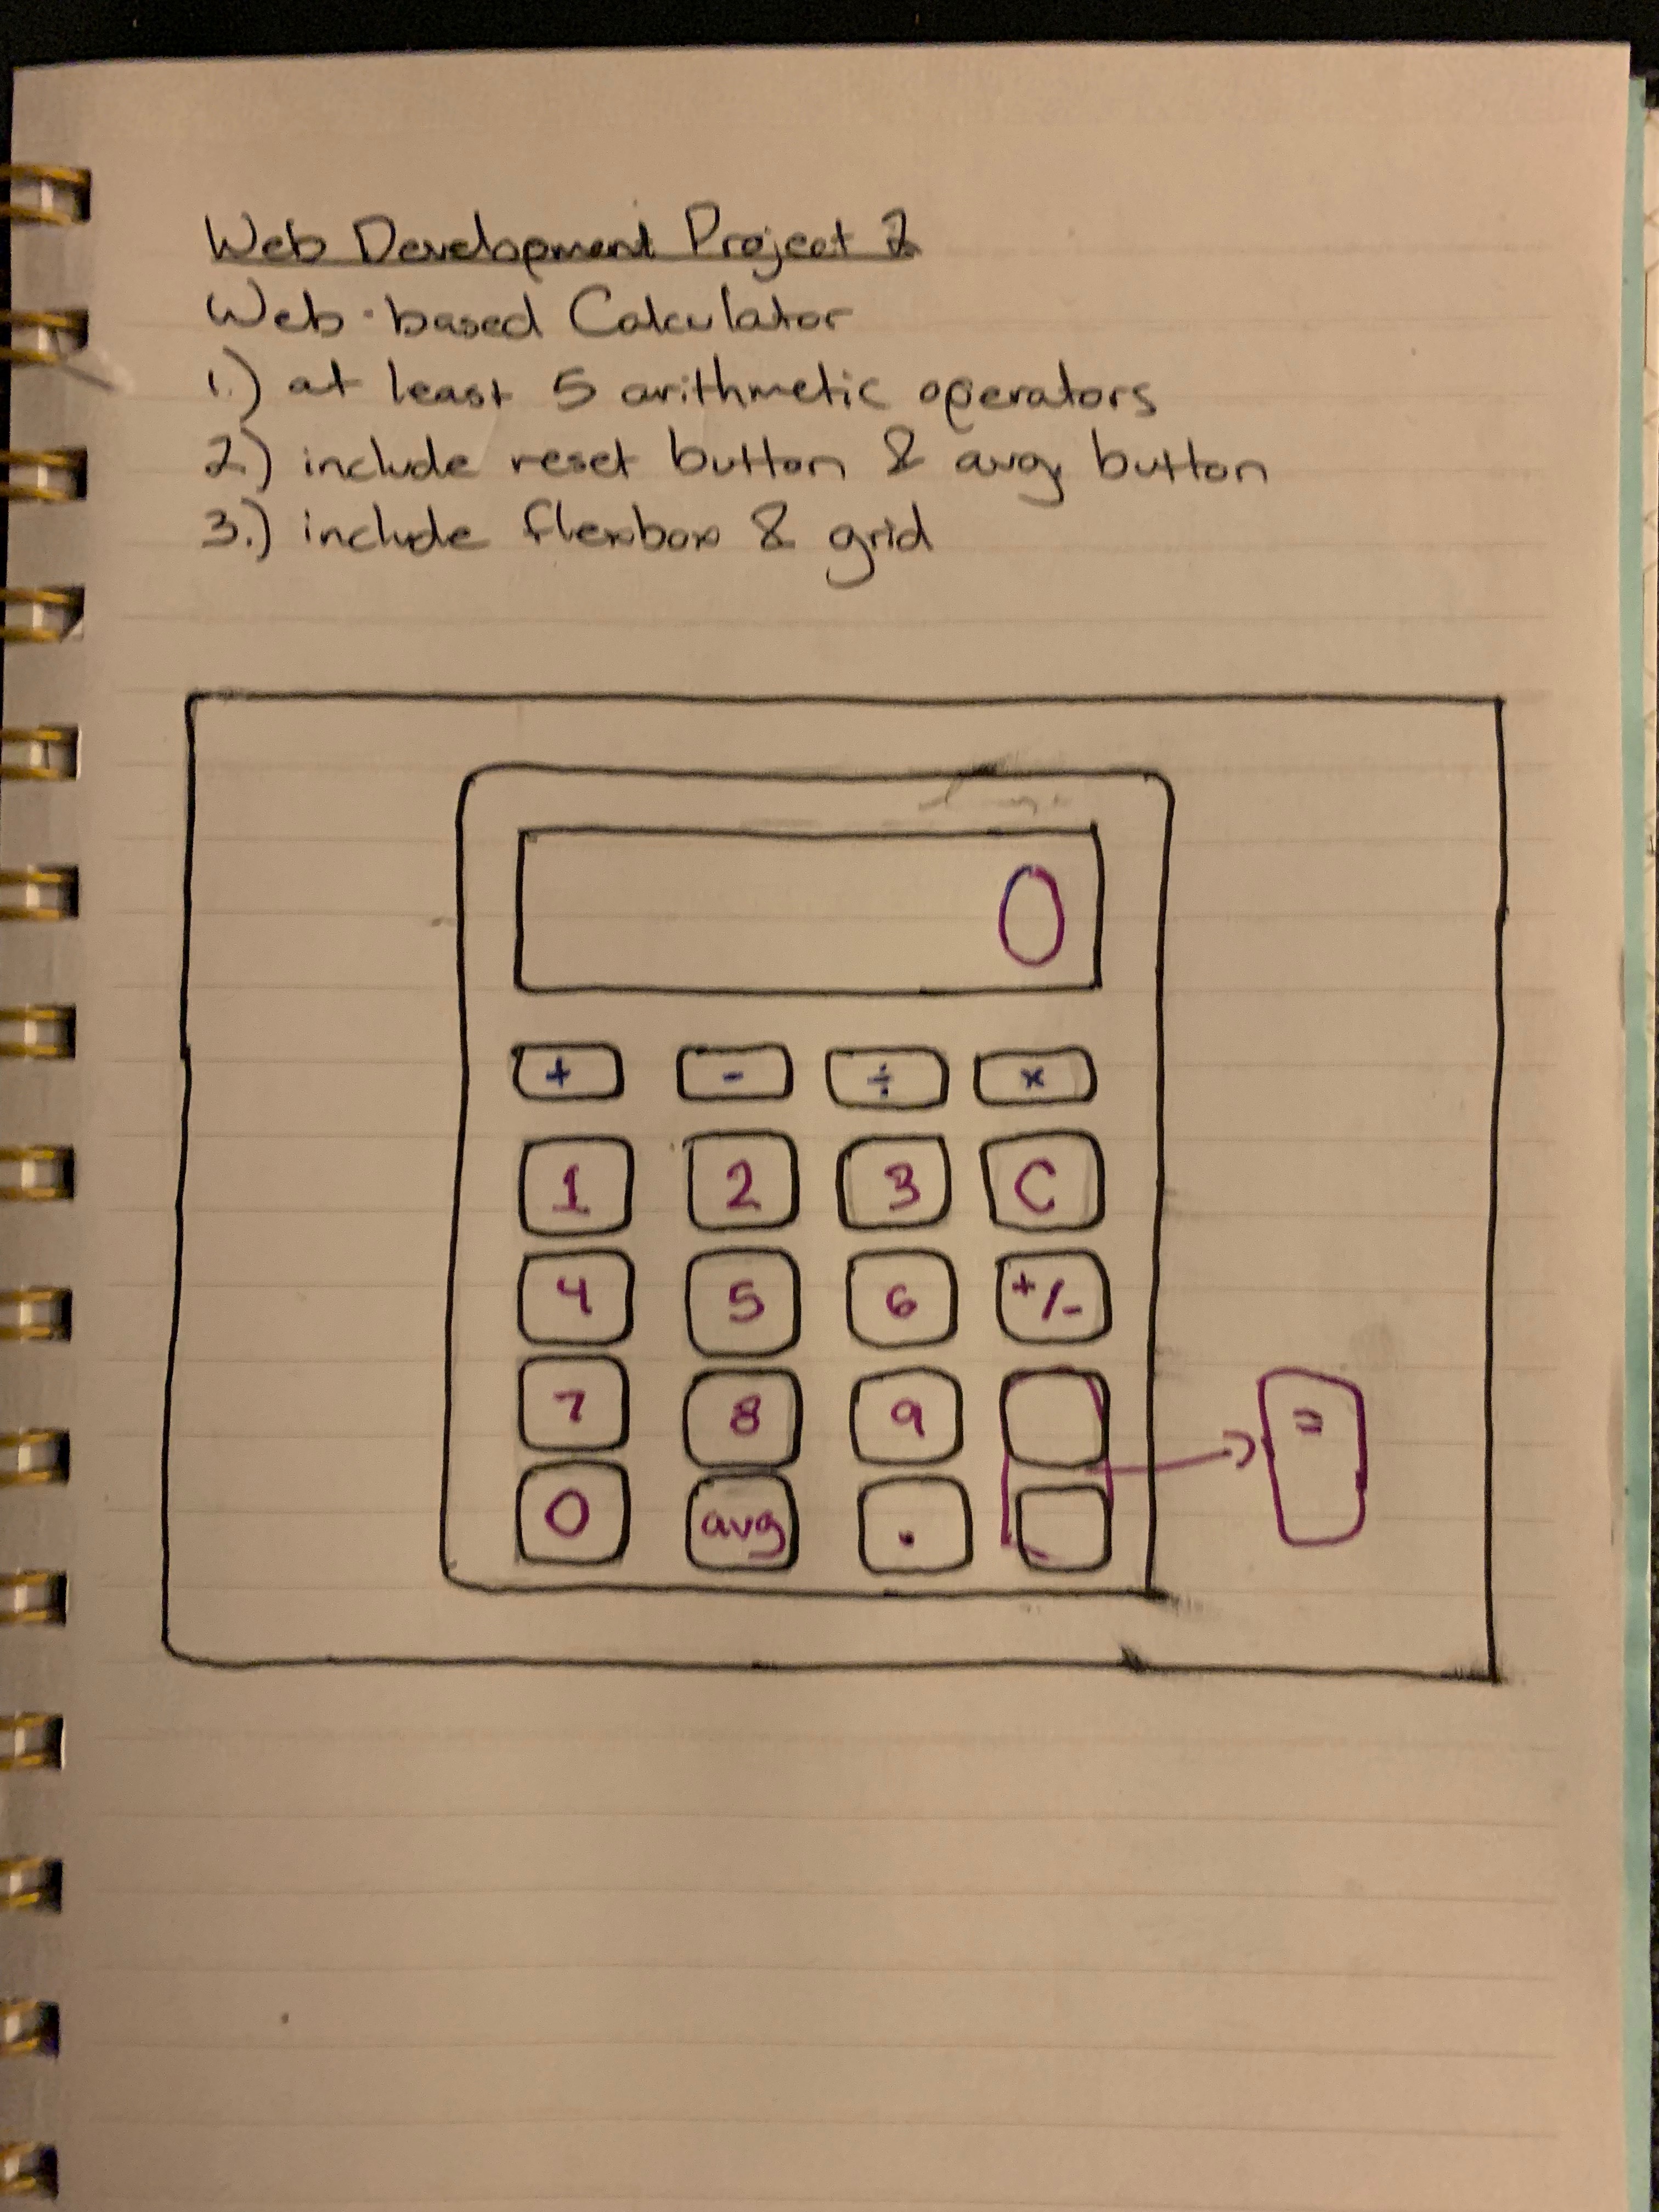 Web Development Project 2
Web-based Calculator
1.) at least 5 arithmetic operators
2.) include reset button & avg. button
3.) include flexbox & grid
0
+ - ÷ ×
1 2 3 C
4 5 6 +/-
7 8 9 =
0 avg .